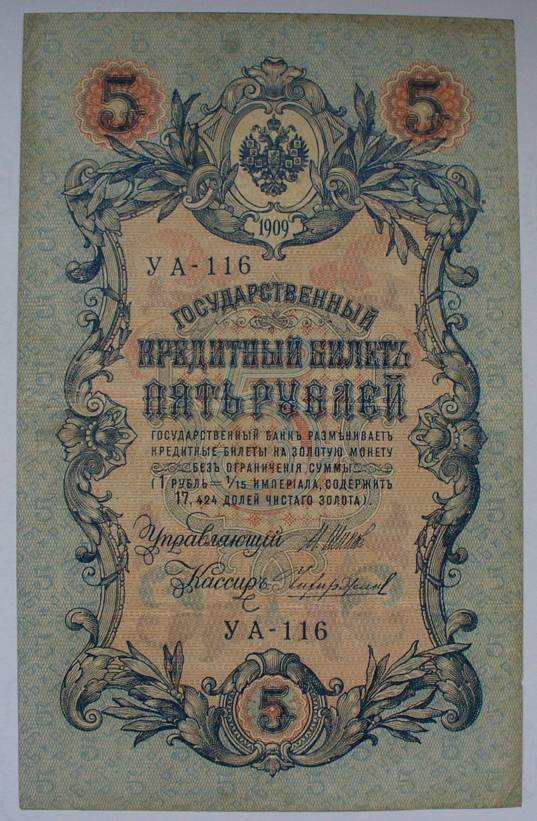 5 5
1909
УА-116
ГОСУДАРСТВЕННЫЙ
КРЕДИТНЫЙ БИЛЕТЪ
ПЯТЬ РУБЛЕЙ
ГОСУДАРСТВЕННЫЙ БАНКЪ РАЗМѢНИВАЕТЪ
КРЕДИТНЫЕ БИЛЕТЫ НА ЗОЛОТУЮ МОНЕТУ
БЕЗЪ ОГРАНИЧЕНІЯ СУММЫ
(1 РУБЛЬ = 1/15 ИМПЕРІАЛА, СОДЕРЖИТЪ
17,424 ДОЛЕЙ ЧИСТАГО ЗОЛОТА).
Управляющій
Кассиръ
УА-116
5